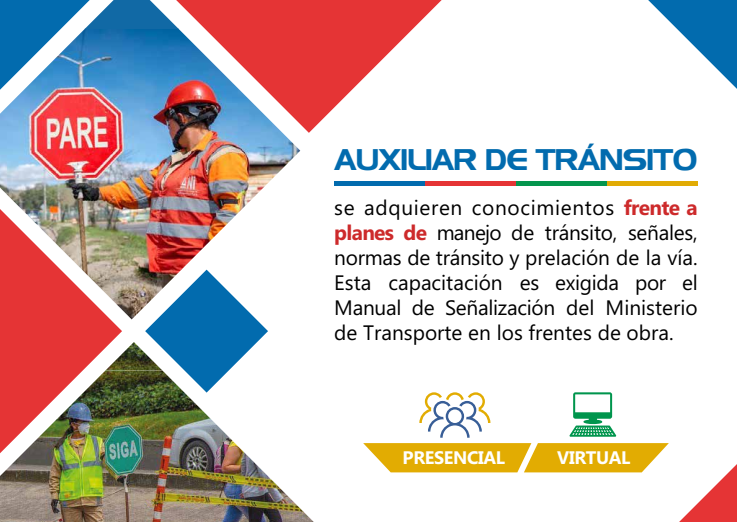 PARE
ANI
AUXILIAR DE TRÁNSITO
se adquieren conocimientos frente a
planes de manejo de tránsito, señales,
normas de tránsito y prelación de la vía.
Esta capacitación es exigida por el
Manual de Señalización del Ministerio
de Transporte en los frentes de obra.
SIGA
PRESENCIAL
VIRTUAL